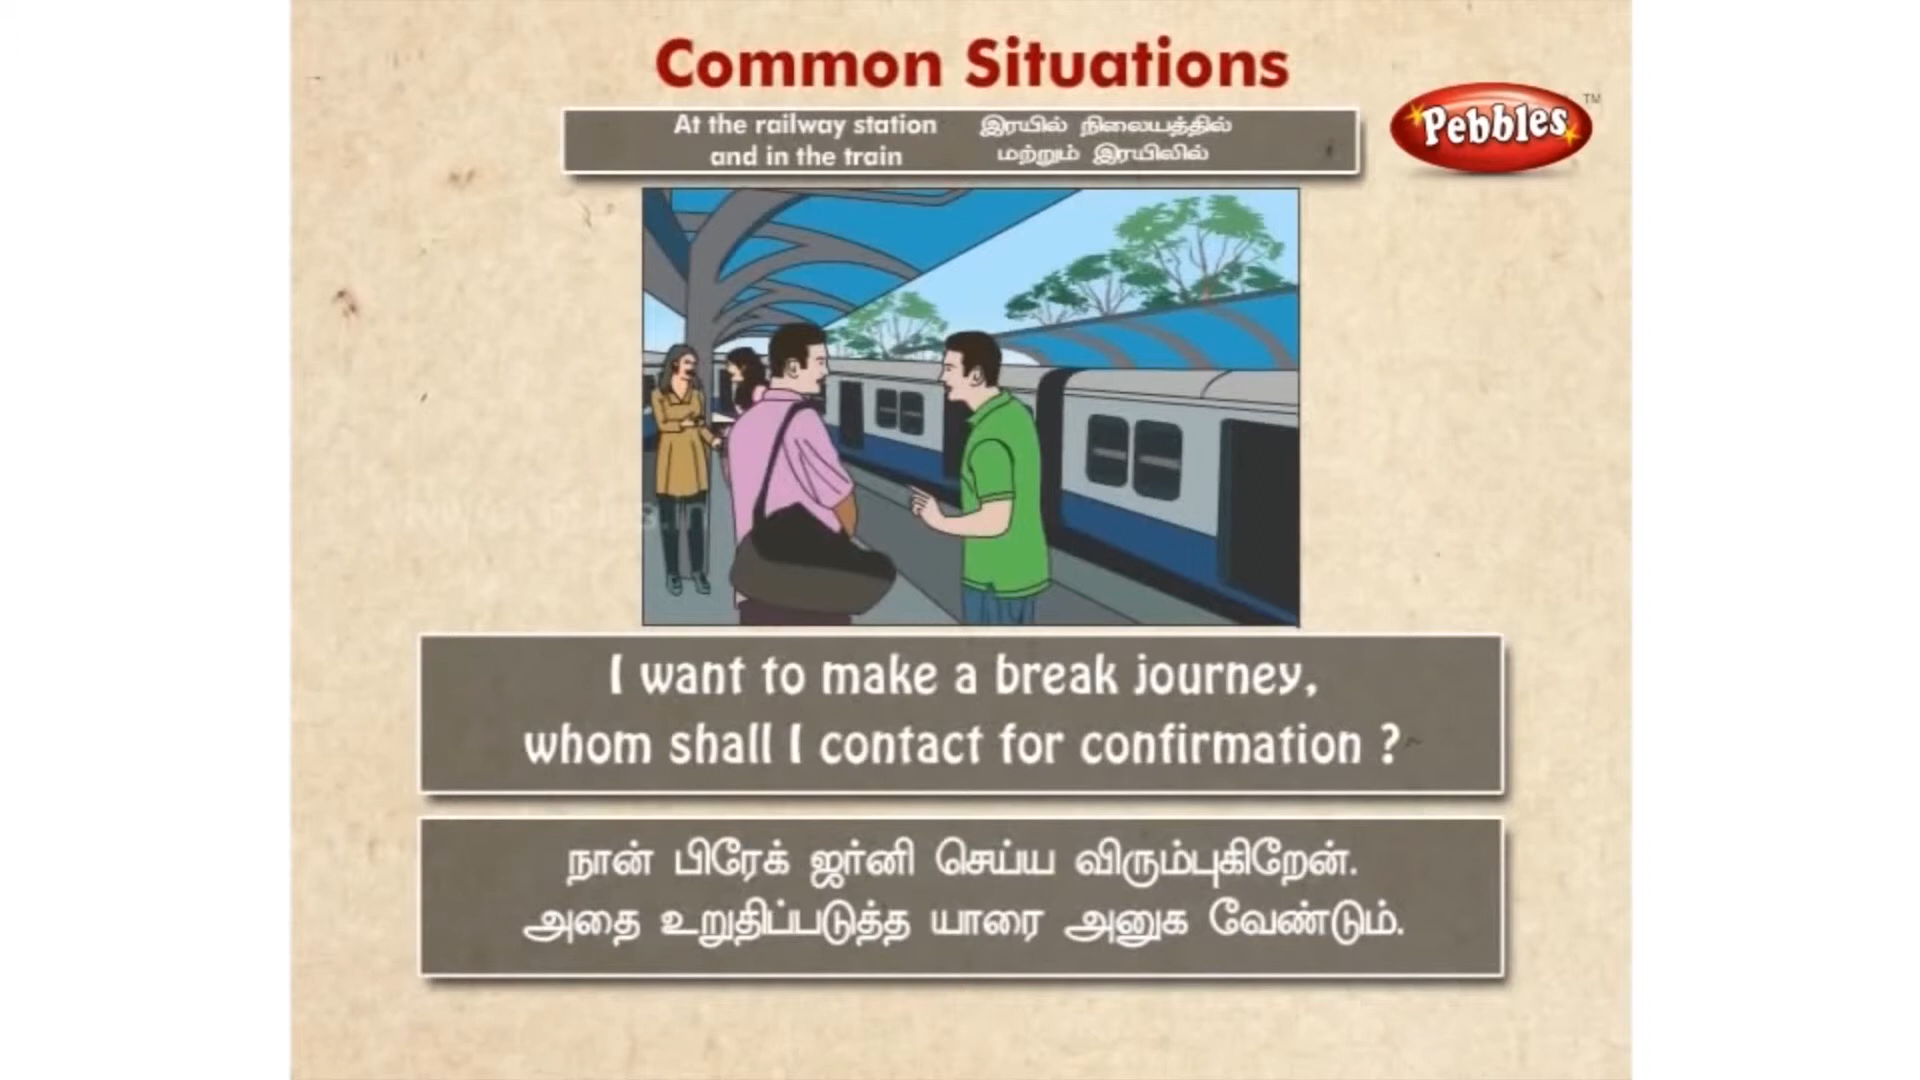 Common Situations
At the railway station
and in the train
இரயில் நிலையத்தில்
மற்றும் இரயிலில்
Pebbles™
I want to make a break journey,
whom shall I contact for confirmation ?
நான் பிரேக் ஜர்னி செய்ய விரும்புகிறேன்.
அதை உறுதிப்படுத்த யாரை அனுக வேண்டும்.